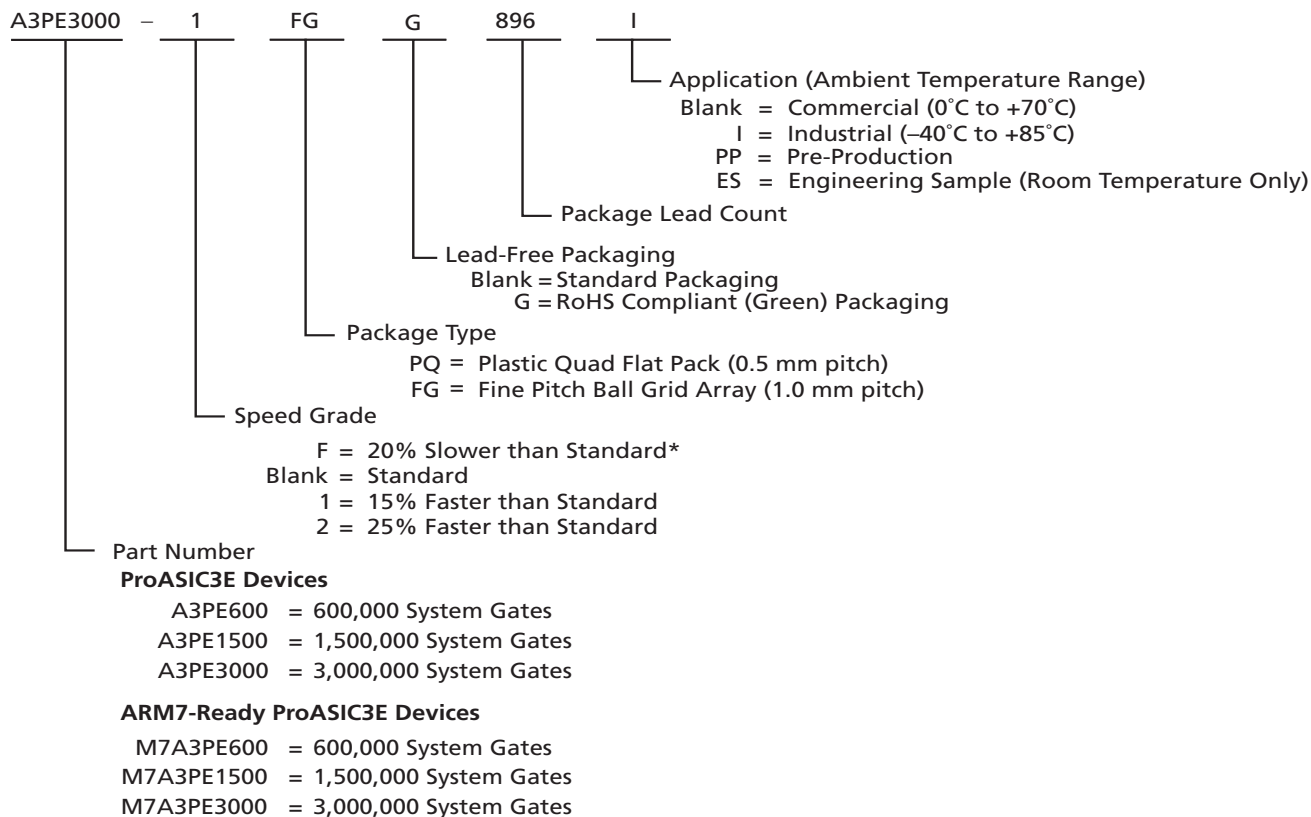 A3PE3000 – 1 FG G 896 I
Application (Ambient Temperature Range)
Blank = Commercial (0˚C to +70˚C)
I = Industrial (–40˚C to +85˚C)
PP = Pre-Production
ES = Engineering Sample (Room Temperature Only)
Package Lead Count
Lead-Free Packaging
Blank = Standard Packaging
G = RoHS Compliant (Green) Packaging
Package Type
PQ = Plastic Quad Flat Pack (0.5 mm pitch)
FG = Fine Pitch Ball Grid Array (1.0 mm pitch)
Speed Grade
F = 20% Slower than Standard*
Blank = Standard
1 = 15% Faster than Standard
2 = 25% Faster than Standard
Part Number
ProASIC3E Devices
A3PE600 = 600,000 System Gates
A3PE1500 = 1,500,000 System Gates
A3PE3000 = 3,000,000 System Gates
ARM7-Ready ProASIC3E Devices
M7A3PE600 = 600,000 System Gates
M7A3PE1500 = 1,500,000 System Gates
M7A3PE3000 = 3,000,000 System Gates